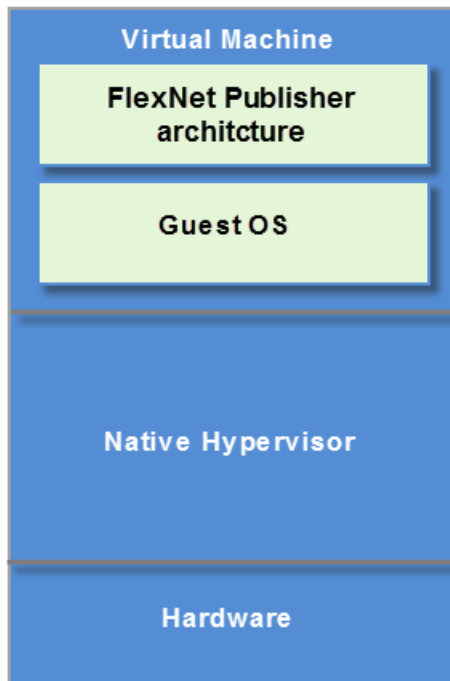 Virtual Machine
FlexNet Publisher
architcture
Guest OS
Native Hypervisor
Hardware